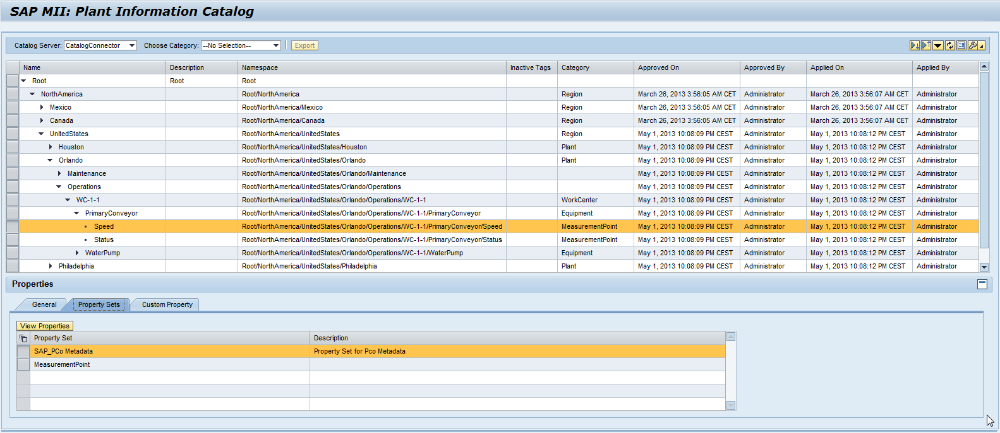 SAP MII: Plant Information Catalog
Catalog Server: CatalogConnector Choose Category: --No Selection-- Export
Name Description Namespace Inactive Tags Category Approved On Approved By Applied On Applied By
Root Root Root
NorthAmerica Root/NorthAmerica Region March 26, 2013 3:56:05 AM CET Administrator March 26, 2013 3:56:07 AM CET Administrator
Mexico Root/NorthAmerica/Mexico Region March 26, 2013 3:56:05 AM CET Administrator March 26, 2013 3:56:07 AM CET Administrator
Canada Root/NorthAmerica/Canada Region March 26, 2013 3:56:05 AM CET Administrator March 26, 2013 3:56:07 AM CET Administrator
UnitedStates Root/NorthAmerica/UnitedStates Region May 1, 2013 10:08:09 PM CEST Administrator May 1, 2013 10:08:12 PM CEST Administrator
Houston Root/NorthAmerica/UnitedStates/Houston Plant May 1, 2013 10:08:09 PM CEST Administrator May 1, 2013 10:08:12 PM CEST Administrator
Orlando Root/NorthAmerica/UnitedStates/Orlando Plant May 1, 2013 10:08:09 PM CEST Administrator May 1, 2013 10:08:12 PM CEST Administrator
Maintenance Root/NorthAmerica/UnitedStates/Orlando/Maintenance May 1, 2013 10:08:09 PM CEST Administrator May 1, 2013 10:08:12 PM CEST Administrator
Operations Root/NorthAmerica/UnitedStates/Orlando/Operations May 1, 2013 10:08:09 PM CEST Administrator May 1, 2013 10:08:12 PM CEST Administrator
WC-1-1 Root/NorthAmerica/UnitedStates/Orlando/Operations/WC-1-1 WorkCenter May 1, 2013 10:08:09 PM CEST Administrator May 1, 2013 10:08:12 PM CEST Administrator
PrimaryConveyor Root/NorthAmerica/UnitedStates/Orlando/Operations/WC-1-1/PrimaryConveyor Equipment May 1, 2013 10:08:09 PM CEST Administrator May 1, 2013 10:08:12 PM CEST Administrator
Speed Root/NorthAmerica/UnitedStates/Orlando/Operations/WC-1-1/PrimaryConveyor/Speed MeasurementPoint May 1, 2013 10:08:09 PM CEST Administrator May 1, 2013 10:08:12 PM CEST Administrator
Status Root/NorthAmerica/UnitedStates/Orlando/Operations/WC-1-1/PrimaryConveyor/Status MeasurementPoint May 1, 2013 10:08:09 PM CEST Administrator May 1, 2013 10:08:12 PM CEST Administrator
WaterPump Root/NorthAmerica/UnitedStates/Orlando/Operations/WC-1-1/WaterPump Equipment May 1, 2013 10:08:09 PM CEST Administrator May 1, 2013 10:08:12 PM CEST Administrator
Philadelphia Root/NorthAmerica/UnitedStates/Philadelphia Plant May 1, 2013 10:08:09 PM CEST Administrator May 1, 2013 10:08:12 PM CEST Administrator
Properties
General Property Sets Custom Property
View Properties
Property Set Description
SAP_PCo Metadata Property Set for Pco Metadata
MeasurementPoint